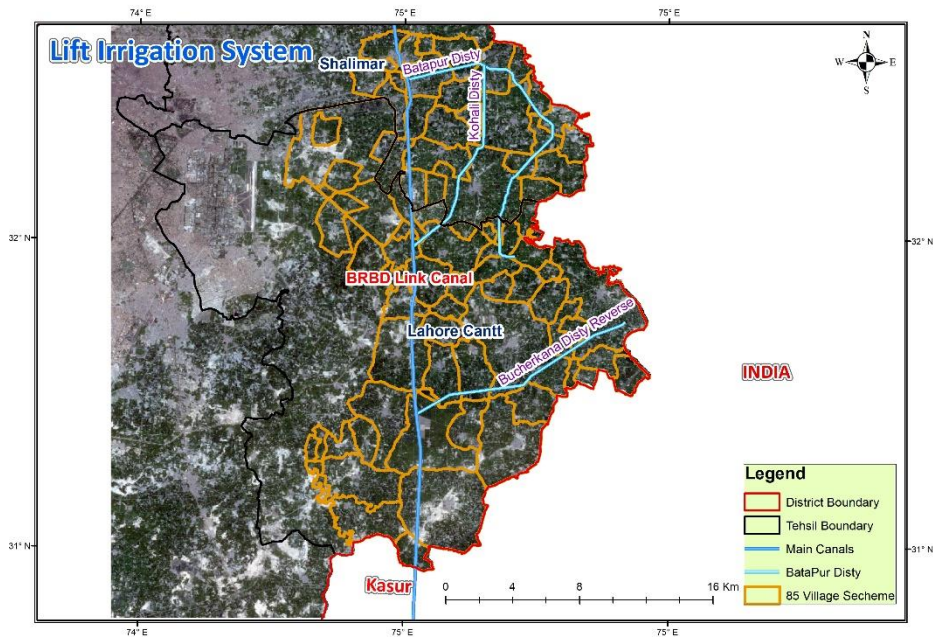 74° E
75° E
75° E
Lift Irrigation System
Shalimar
Batapur Disty
Kohali Disty
N
W
E
S
32° N
32° N
BRBD Link Canal
Lahore Cantt
Bucherkana Disty Reverse
INDIA
Legend
District Boundary
Tehsil Boundary
Main Canals
BataPur Disty
85 Village Secheme
31° N
31° N
Kasur
0 4 8 16 Km
74° E
75° E
75° E